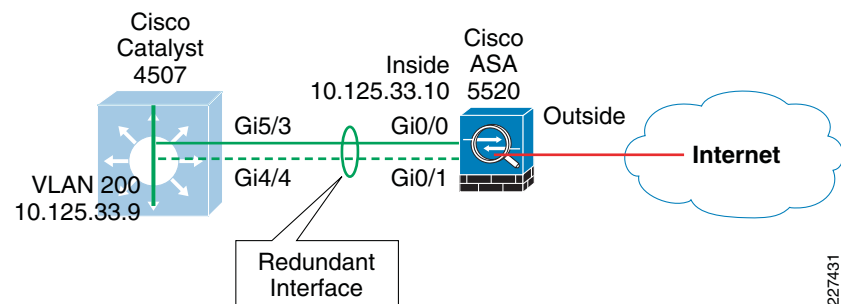 Cisco
Catalyst
4507
Cisco
ASA
5520
Inside
10.125.33.10
Outside
Gi5/3
Gi0/0
Internet
Gi4/4
Gi0/1
VLAN 200
10.125.33.9
Redundant
Interface
227431